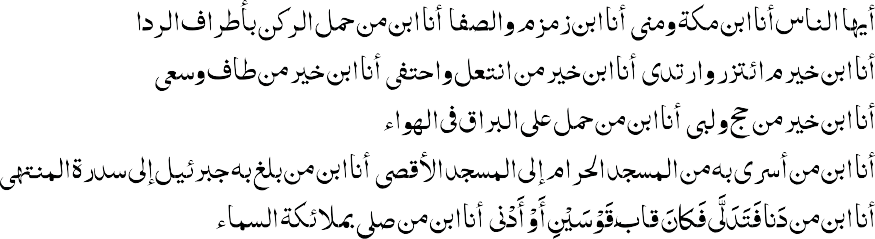 أيها الناس أنا ابن مكة ومنى أنا ابن زمزم والصفا أنا ابن من حمل الركن بأطراف الردا
أنا ابن خير م ائتزر وارتدى أنا ابن خير من انتعل واحتفى أنا ابن خير من طاف وسعى
أنا ابن خير من حج ولبى أنا ابن من حمل على البراق في الهواء
أنا ابن من أسرى به من المسجد الحرام إلى المسجد الأقصى أنا ابن من بلغ به جبرئيل إلى سدرة المنتهى
أنا ابن من دَنا فَتَدَلَّى فَكانَ قابَ قَوْسَيْنِ أَوْ أَدْنى أنا ابن من صلى بملائكة السماء